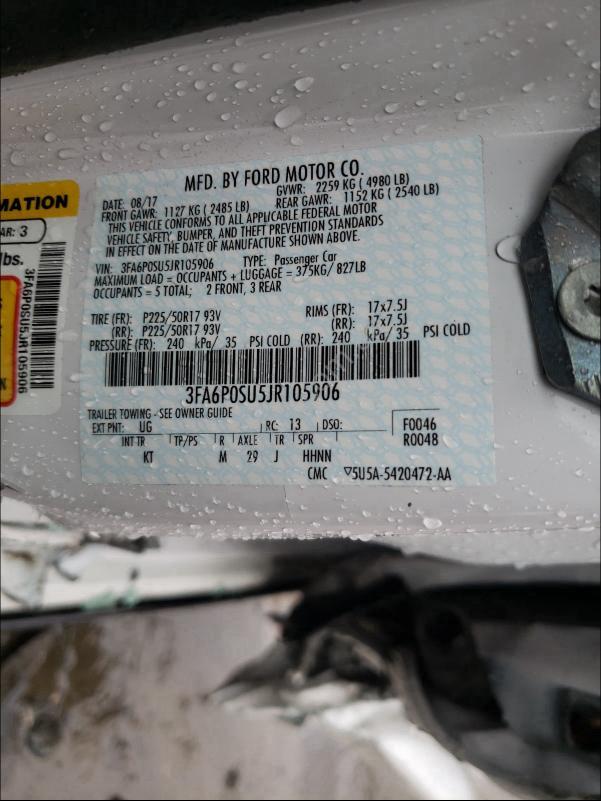 MFD. BY FORD MOTOR CO.
DATE: 08/17 GVWR: 2259 KG ( 4980 LB)
FRONT GAWR: 1127 KG ( 2485 LB) REAR GAWR: 1152 KG ( 2540 LB)
THIS VEHICLE CONFORMS TO ALL APPLICABLE FEDERAL MOTOR
VEHICLE SAFETY, BUMPER, AND THEFT PREVENTION STANDARDS
IN EFFECT ON THE DATE OF MANUFACTURE SHOWN ABOVE.
VIN: 3FA6P0SU5JR105906 TYPE: Passenger Car
MAXIMUM LOAD = OCCUPANTS + LUGGAGE = 375KG/ 827LB
OCCUPANTS = 5 TOTAL; 2 FRONT, 3 REAR
TIRE (FR): P225/50R17 93V RIMS (FR): 17x7.5J
(RR): P225/50R17 93V (RR): 17x7.5J
PRESSURE (FR): 240 kPa/ 35 PSI COLD (RR): 240 kPa/ 35 PSI COLD
3FA6P0SU5JR105906
TRAILER TOWING - SEE OWNER GUIDE
EXT PNT: UG RC: 13 DSO: F0046
INT TR TP/PS R AXLE TR SPR R0048
KT M 29 J HHNN
CMC ▽5U5A-5420472-AA
MATION
AR: 3
lbs.
3FA6P0SU5JR105906